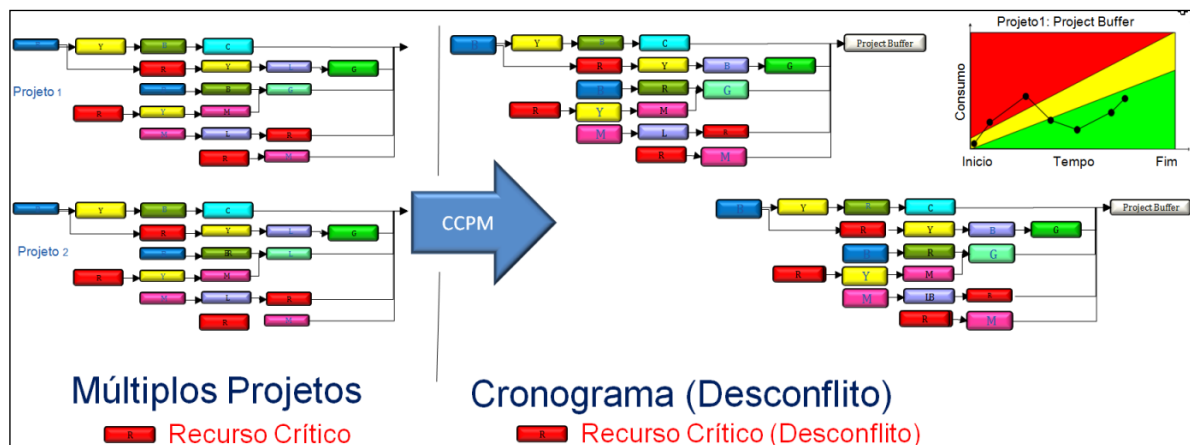 Y B C
R Y L G
Projeto 1
B G
R Y M
M L R
R M
Y B C
R Y L G
Projeto 2
L
R Y M
M L R
R M
Múltiplos Projetos
R Recurso Crítico
CCPM
B Y B C Project Buffer
R Y B G
B R G
R Y M
M L R
R M
Projeto1: Project Buffer
Consumo
Inicio Tempo Fim
B Y B C Project Buffer
R Y B G
B R G
R Y M
M LB R
R M
Cronograma (Desconflito)
R Recurso Crítico (Desconflito)